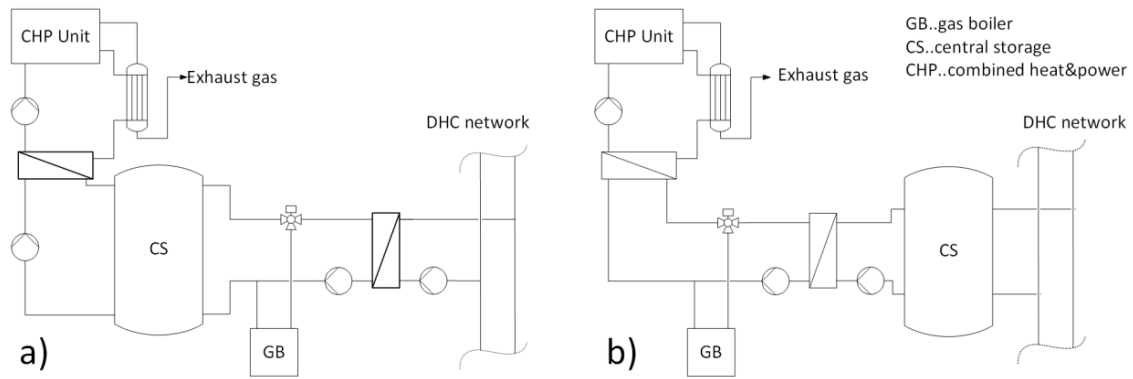 CHP Unit
Exhaust gas
DHC network
CS
GB
a)
CHP Unit
Exhaust gas
GB..gas boiler
CS..central storage
CHP..combined heat&power
DHC network
CS
GB
b)